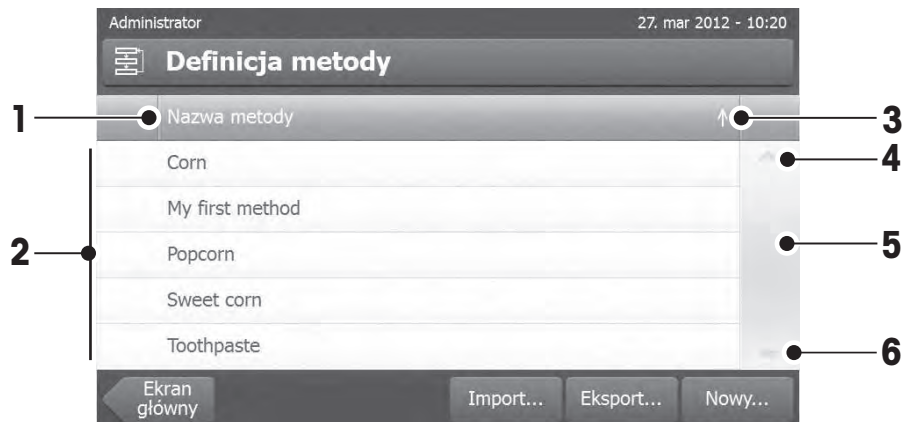 Administrator 27. mar 2012 - 10:20
Definicja metody
1 Nazwa metody 3
Corn 4
My first method
2 Popcorn 5
Sweet corn
Toothpaste 6
Ekran
główny
Import... Eksport... Nowy...